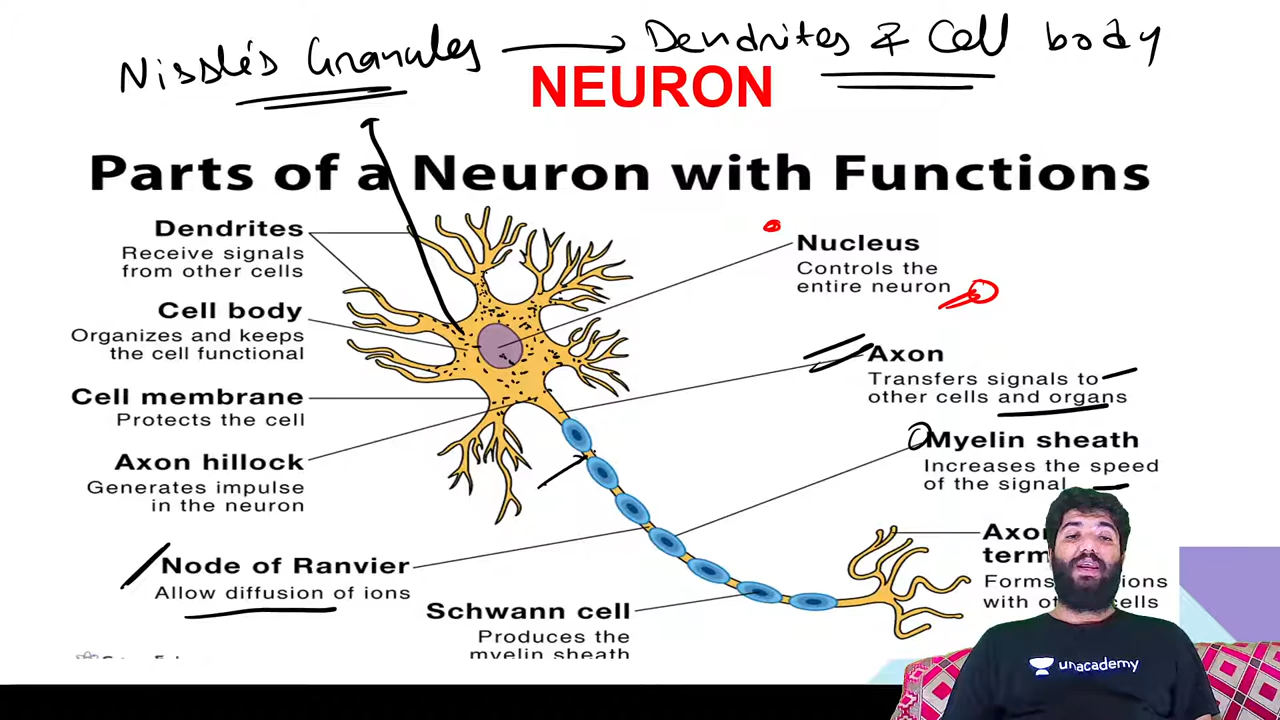 Nissle's Granules → Dendrites & Cell body
NEURON
Parts of a Neuron with Functions
Dendrites
Receive signals
from other cells
Cell body
Organizes and keeps
the cell functional
Cell membrane
Protects the cell
Axon hillock
Generates impulse
in the neuron
Node of Ranvier
Allow diffusion of ions
Schwann cell
Produces the
myelin sheath
Nucleus
Controls the
entire neuron
Axon
Transfers signals to
other cells and organs
Myelin sheath
Increases the speed
of the signal
Axon
with
cells
unacademy